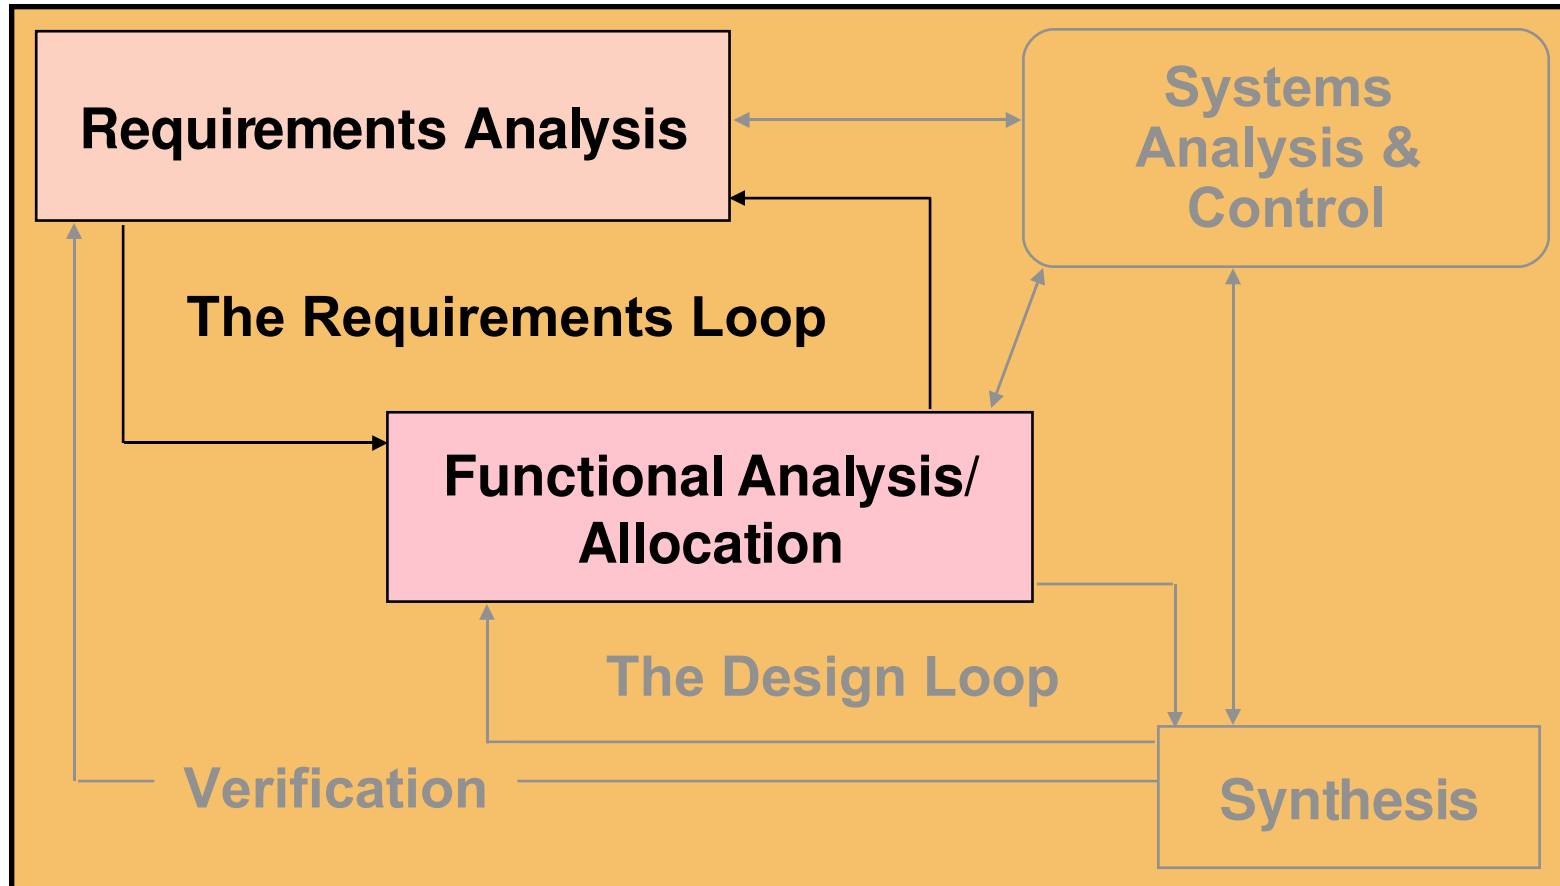 Requirements Analysis
Systems
Analysis &
Control
The Requirements Loop
Functional Analysis/
Allocation
The Design Loop
Verification
Synthesis